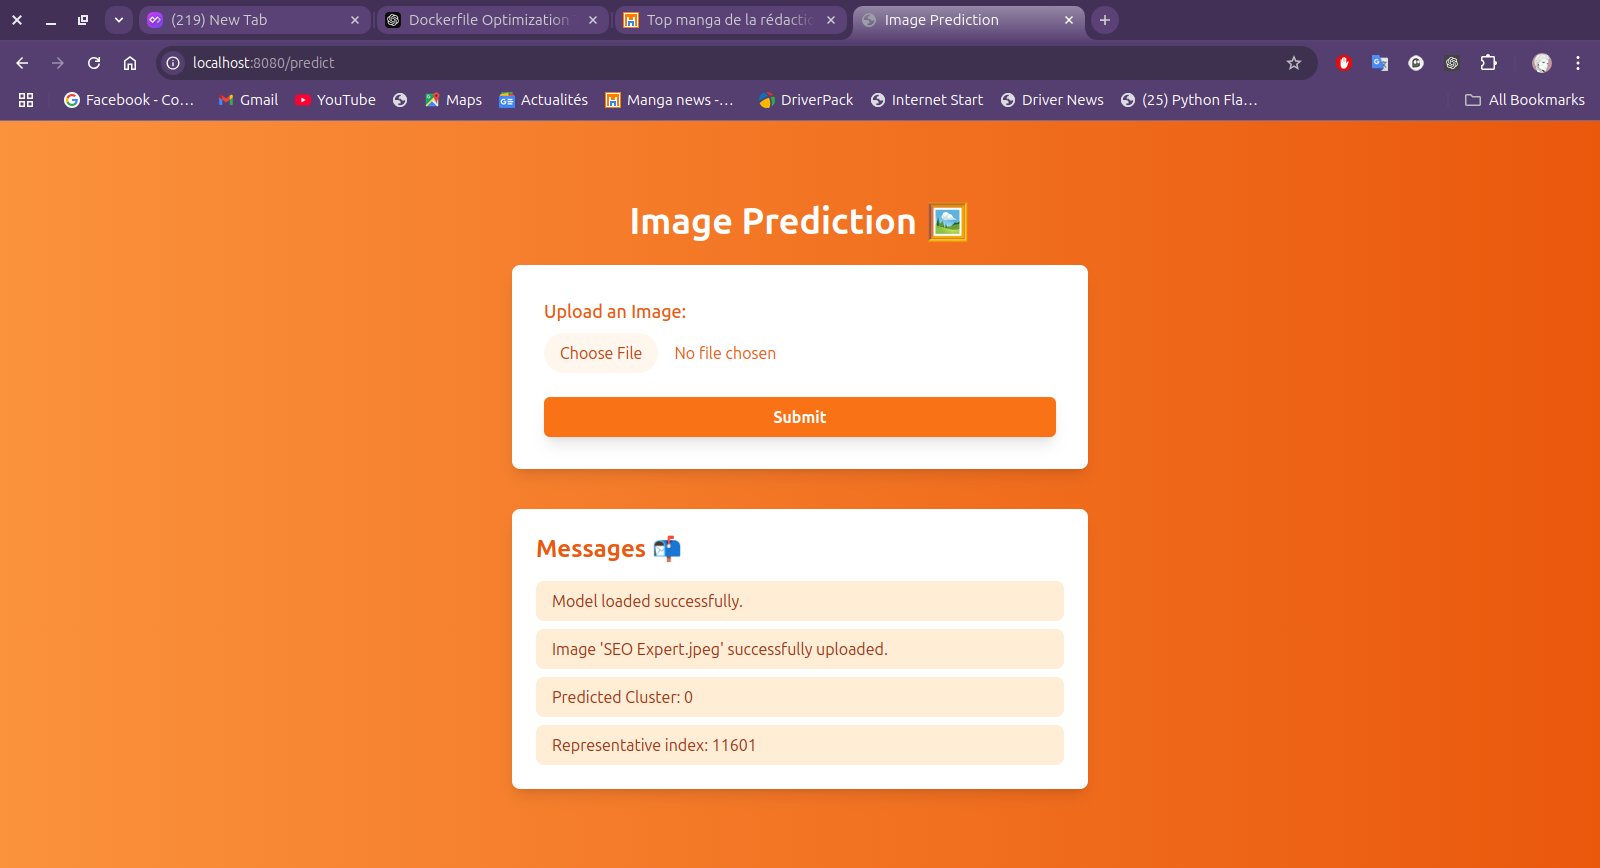 (219) New Tab
Dockerfile Optimization
Top manga de la rédactio
Image Prediction
localhost:8080/predict
Facebook - Co…
Gmail
YouTube
Maps
Actualités
Manga news -…
DriverPack
Internet Start
Driver News
(25) Python Fla…
All Bookmarks
Image Prediction
Upload an Image:
Choose File
No file chosen
Submit
Messages
Model loaded successfully.
Image 'SEO Expert.jpeg' successfully uploaded.
Predicted Cluster: 0
Representative index: 11601